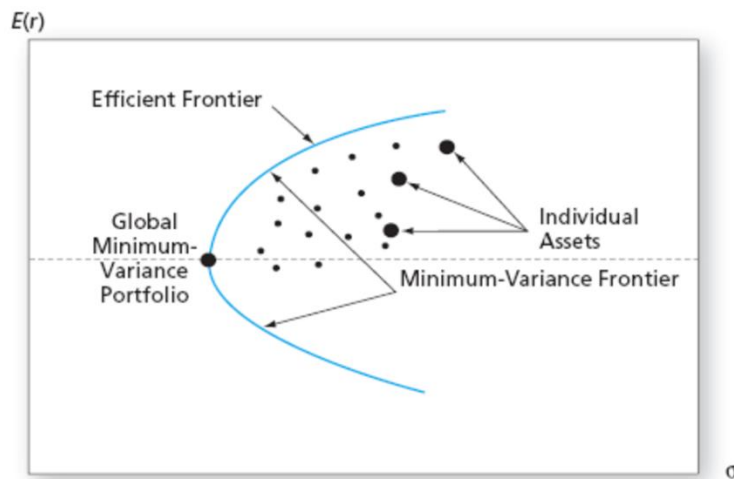 E(r)
Efficient Frontier
Global
Minimum-
Variance
Portfolio
Individual
Assets
Minimum-Variance Frontier
σ